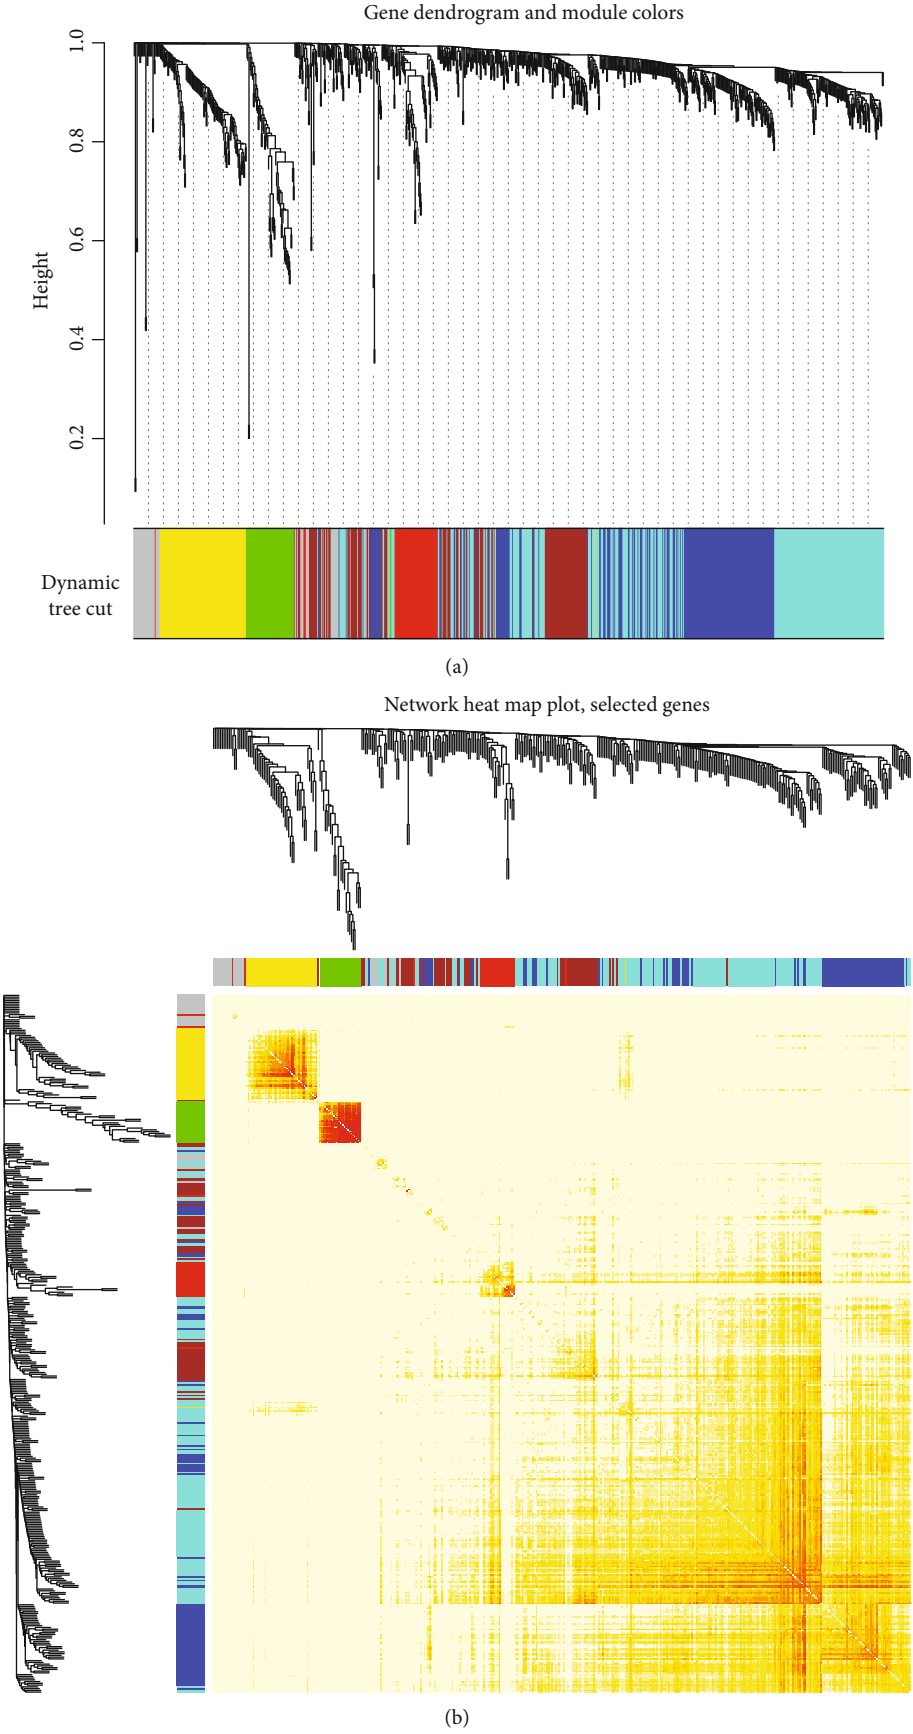 Gene dendrogram and module colors
1.0
0.8
0.6
0.4
0.2
Height
Dynamic
tree cut
(a)
Network heat map plot, selected genes
(b)